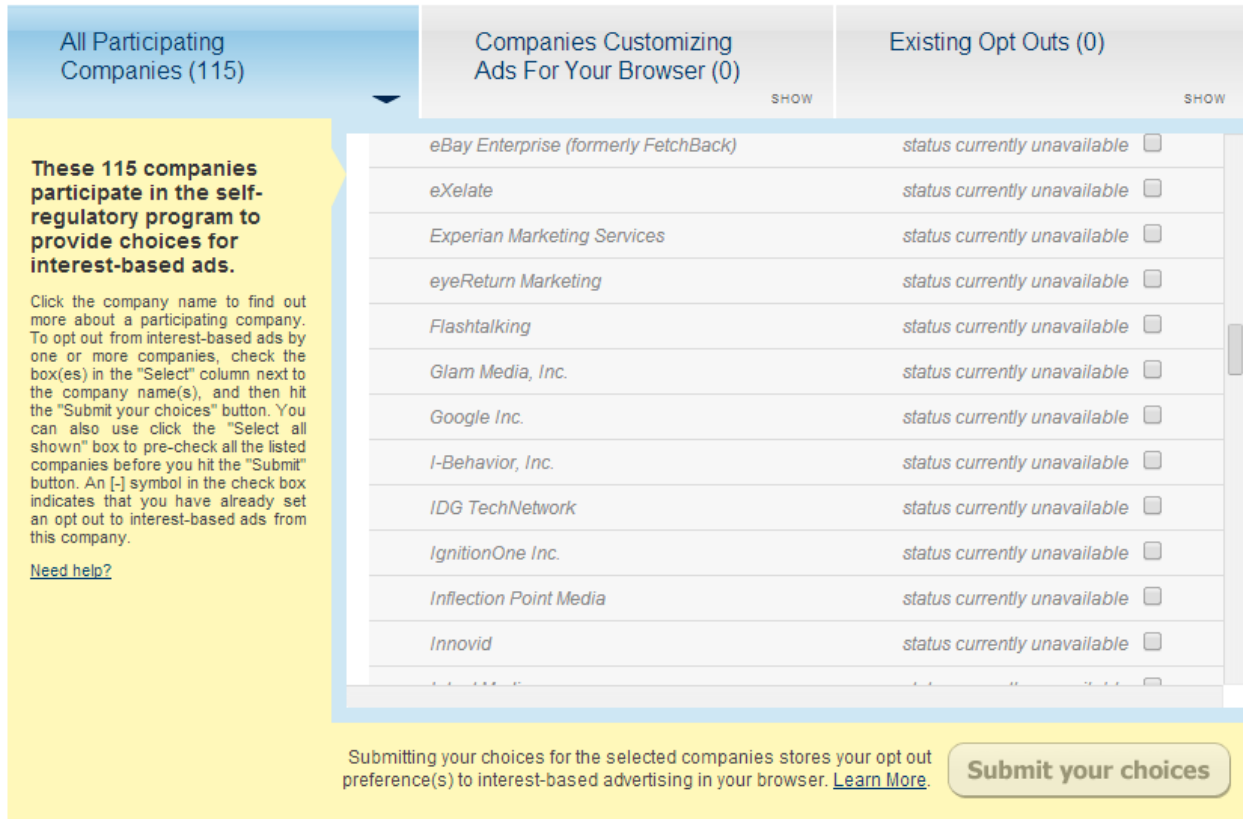 All Participating
Companies (115)
Companies Customizing
Ads For Your Browser (0)
SHOW
Existing Opt Outs (0)
SHOW
These 115 companies
participate in the self-
regulatory program to
provide choices for
interest-based ads.
Click the company name to find out
more about a participating company.
To opt out from interest-based ads by
one or more companies, check the
box(es) in the "Select" column next to
the company name(s), and then hit
the "Submit your choices" button. You
can also use click the "Select all
shown" box to pre-check all the listed
companies before you hit the "Submit"
button. An [-] symbol in the check box
indicates that you have already set
an opt out to interest-based ads from
this company.
Need help?
eBay Enterprise (formerly FetchBack) status currently unavailable
eXelate status currently unavailable
Experian Marketing Services status currently unavailable
eyeReturn Marketing status currently unavailable
Flashtalking status currently unavailable
Glam Media, Inc. status currently unavailable
Google Inc. status currently unavailable
I-Behavior, Inc. status currently unavailable
IDG TechNetwork status currently unavailable
IgnitionOne Inc. status currently unavailable
Inflection Point Media status currently unavailable
Innovid status currently unavailable
Submitting your choices for the selected companies stores your opt out
preference(s) to interest-based advertising in your browser. Learn More.
Submit your choices